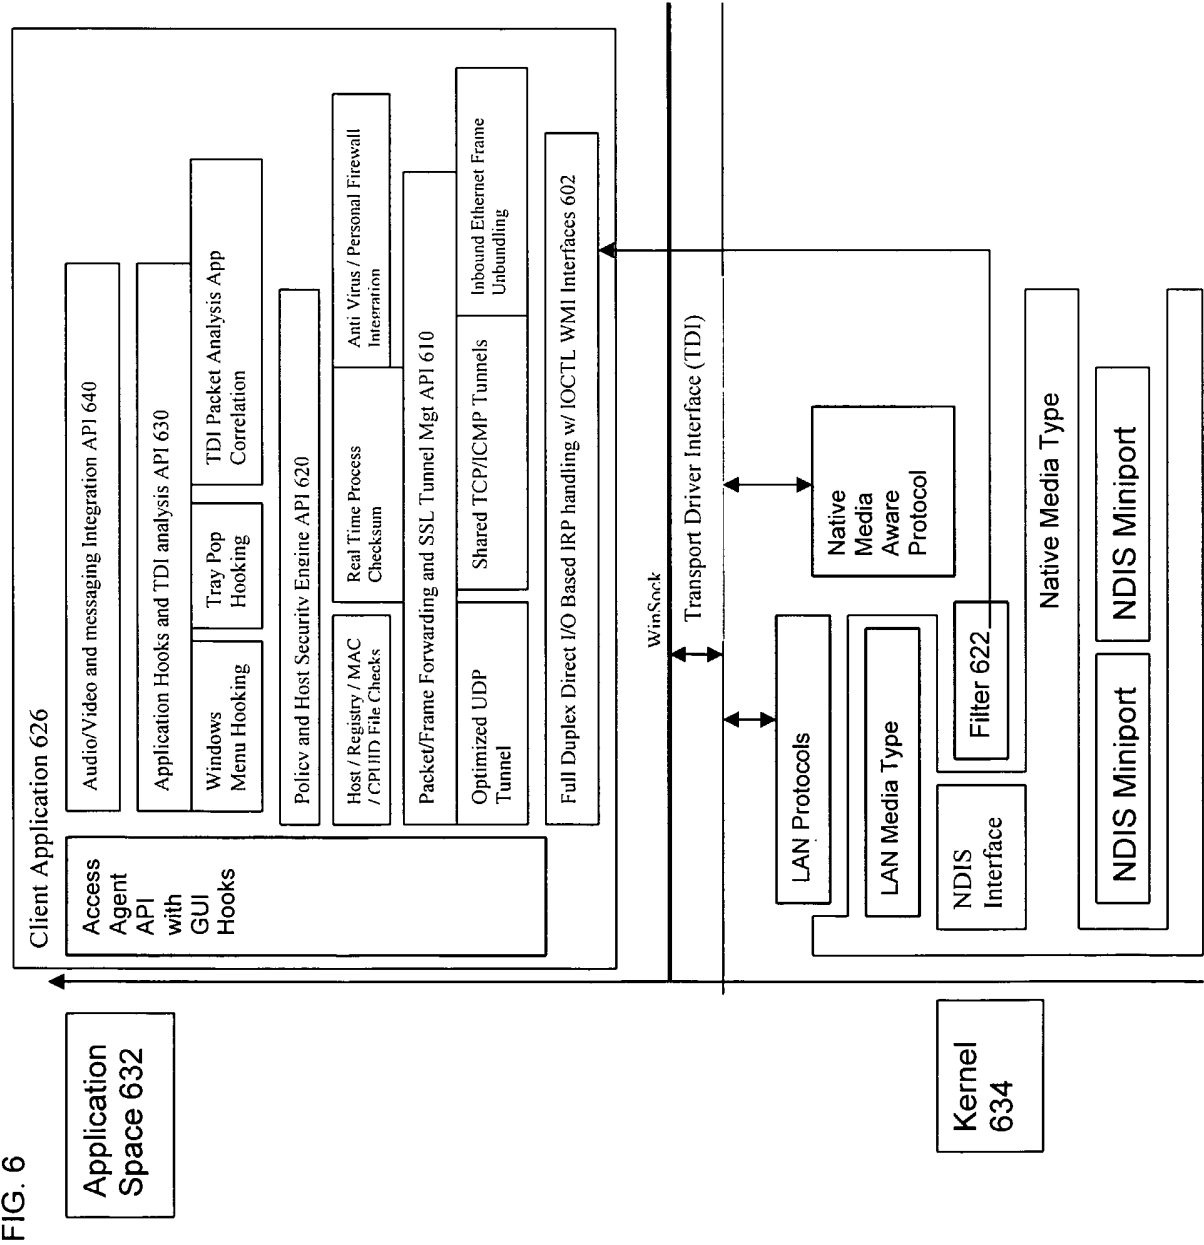 FIG. 6
Application
Space 632
Client Application 626
Access
Agent
API
with
GUI
Hooks
Audio/Video and messaging Integration API 640
Application Hooks and TDI analysis API 630
Windows
Menu Hooking
Tray Pop
Hooking
TDI Packet Analysis App
Correlation
Policy and Host Security Engine API 620
Host / Registry / MAC
/ CPUID File Checks
Real Time Process
Checksum
Anti Virus / Personal Firewall
Integration
Packet/Frame Forwarding and SSL Tunnel Mgt API 610
Optimized UDP
Tunnel
Shared TCP/ICMP Tunnels
Inbound Ethernet Frame
Unbundling
Full Duplex Direct I/O Based IRP handling w/ IOCTL WMI Interfaces 602
WinSock
Transport Driver Interface (TDI)
Kernel
634
LAN Protocols
Native
Media
Aware
Protocol
LAN Media Type
NDIS
Interface
Filter 622
Native Media Type
NDIS Miniport
NDIS Miniport